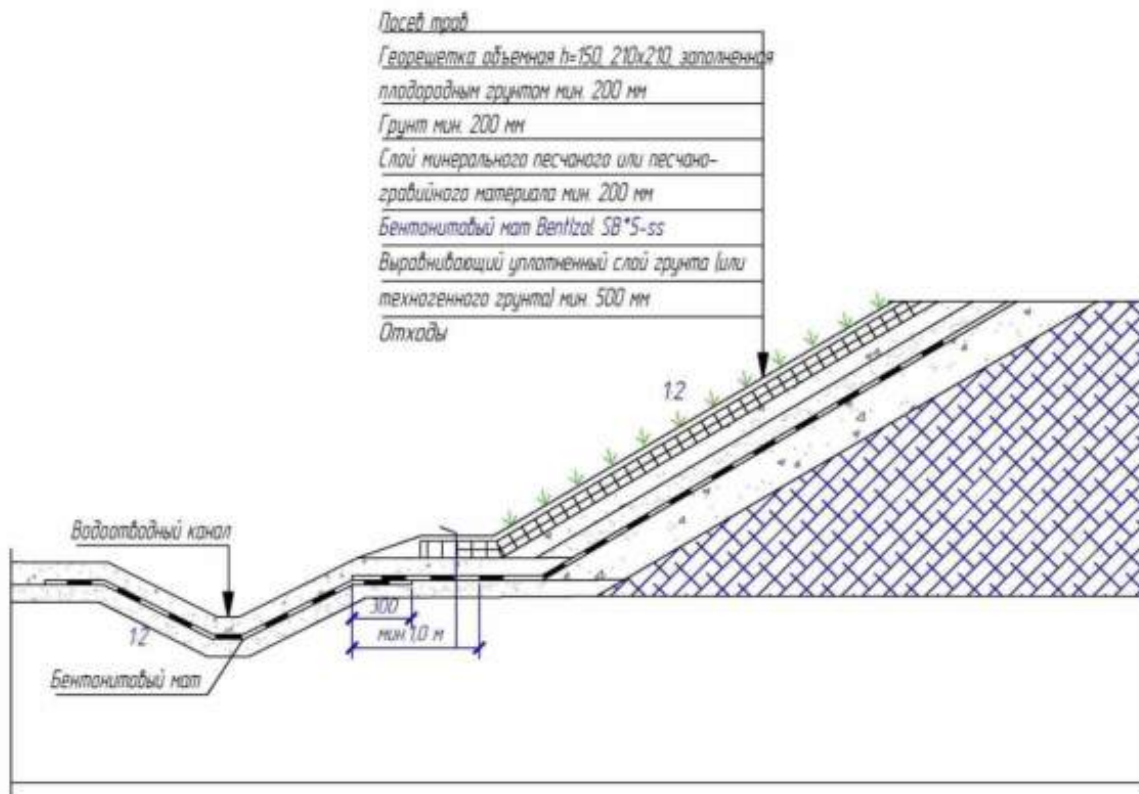 Посев трав
Георешетка объемная h=150, 210х210, заполненная
плодородным грунтом мин. 200 мм
Грунт мин. 200 мм
Слой минерального песчаного или песчано-
гравийного материала мин. 200 мм
Бентонитовый мат Bentizol SB*5-ss
Выравнивающий уплотненный слой грунта (или
техногенного грунта) мин. 500 мм
Отходы
1:2
Водоотводный канал
300
мин.1,0 м
1:2
Бентонитовый мат